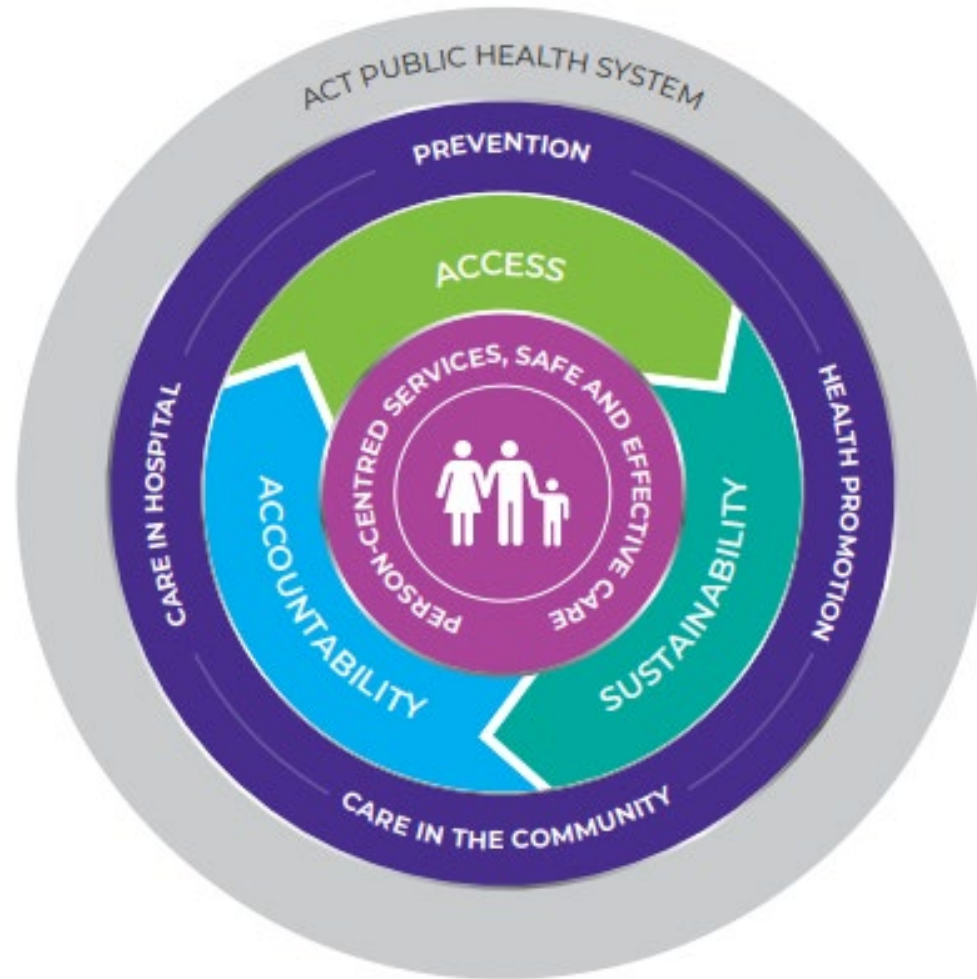 ACT PUBLIC HEALTH SYSTEM
PREVENTION
HEALTH PROMOTION
CARE IN THE COMMUNITY
CARE IN HOSPITAL
ACCESS
SUSTAINABILITY
ACCOUNTABILITY
PERSON-CENTRED SERVICES, SAFE AND EFFECTIVE CARE